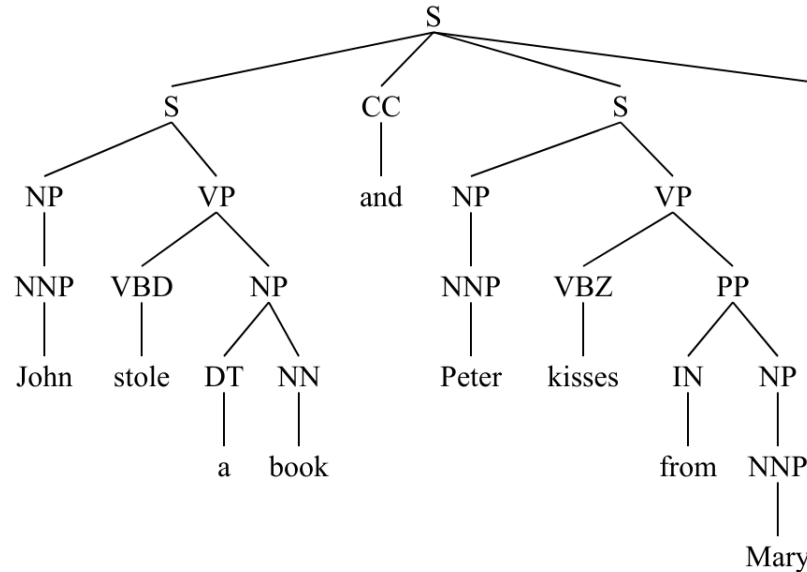 S
S CC S
NP VP and NP VP
NNP VBD NP NNP VBZ PP
John stole DT NN Peter kisses IN NP
a book from NNP
Mary